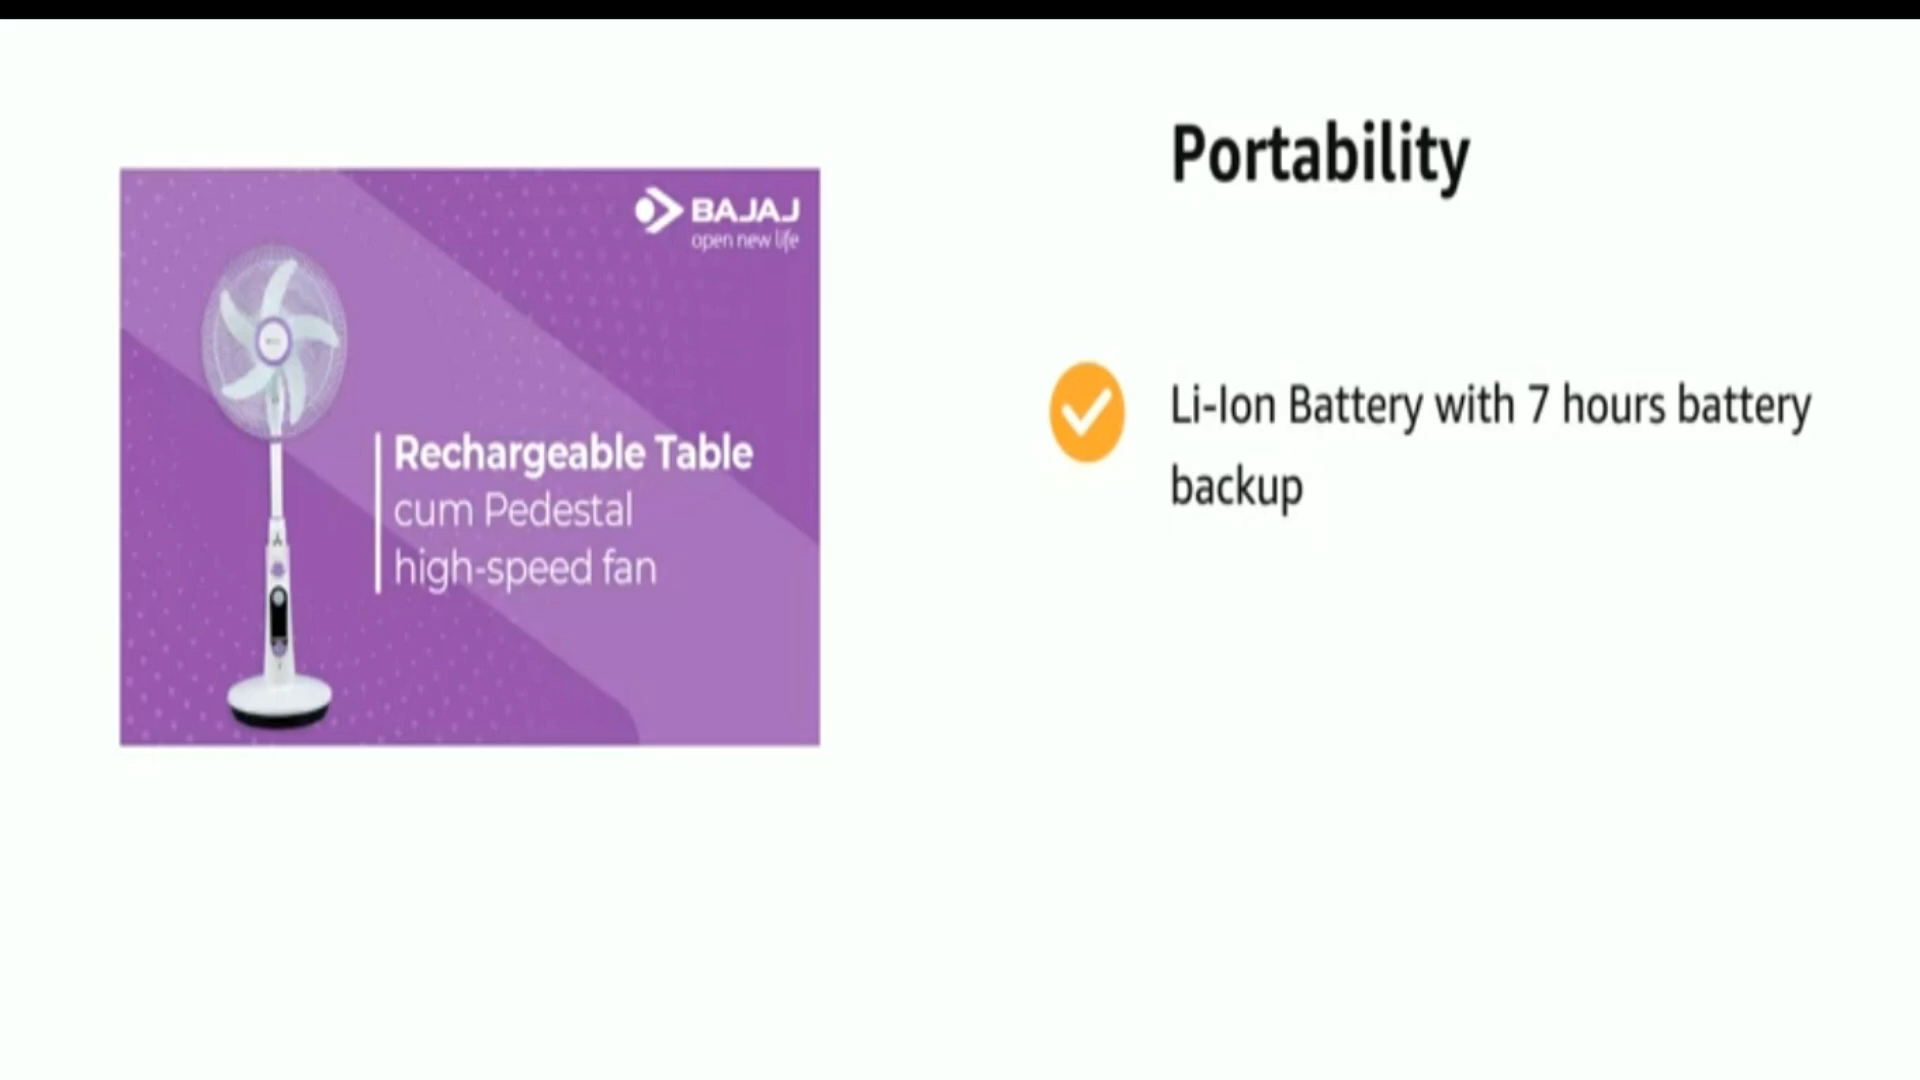 BAJAJ
open new life
Rechargeable Table
cum Pedestal
high-speed fan
Portability
Li-Ion Battery with 7 hours battery
backup